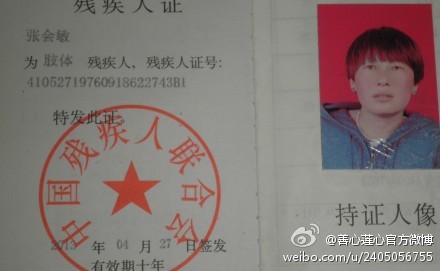 残疾人证
张会敏
为 肢体 残疾人，残疾人证号：
41052719760918622743B1
特发此证。
中国残疾人联合会
2013 年 04 月 27 日签发
有效期十年
持证人像
@善心莲心官方微博
weibo.com/u/2405056755